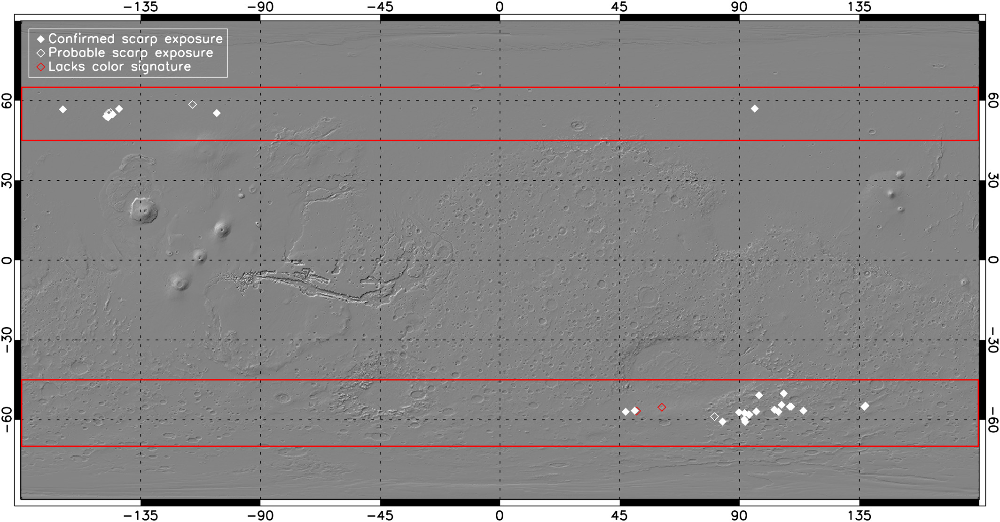 -135 -90 -45 0 45 90 135
Confirmed scarp exposure
Probable scarp exposure
Lacks color signature
60 60
30 30
0 0
-30 -30
-60 -60
-135 -90 -45 0 45 90 135